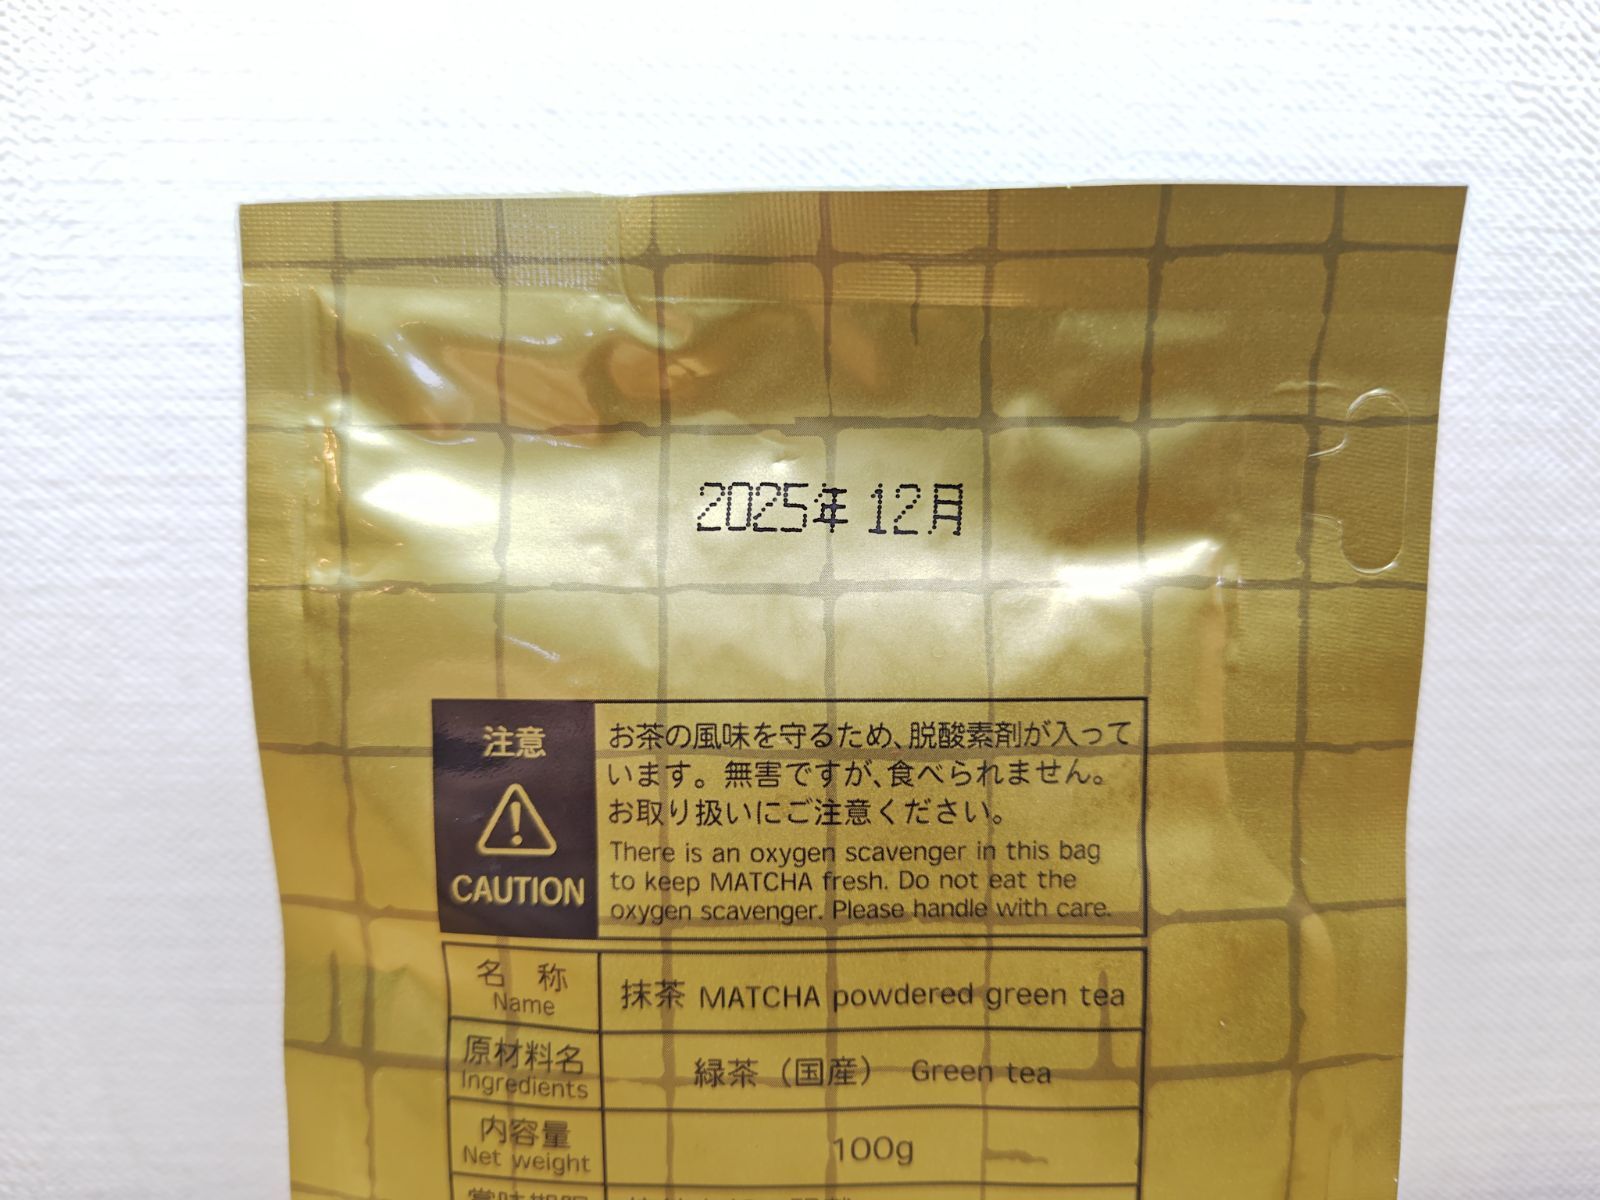 2025年 12月
注意
CAUTION
お茶の風味を守るため、脱酸素剤が入って
います。無害ですが、食べられません。
お取り扱いにご注意ください。
There is an oxygen scavenger in this bag
to keep MATCHA fresh. Do not eat the
oxygen scavenger. Please handle with care.
名 称
Name
抹茶 MATCHA powdered green tea
原材料名
Ingredients
緑茶（国産） Green tea
内容量
Net weight
100g